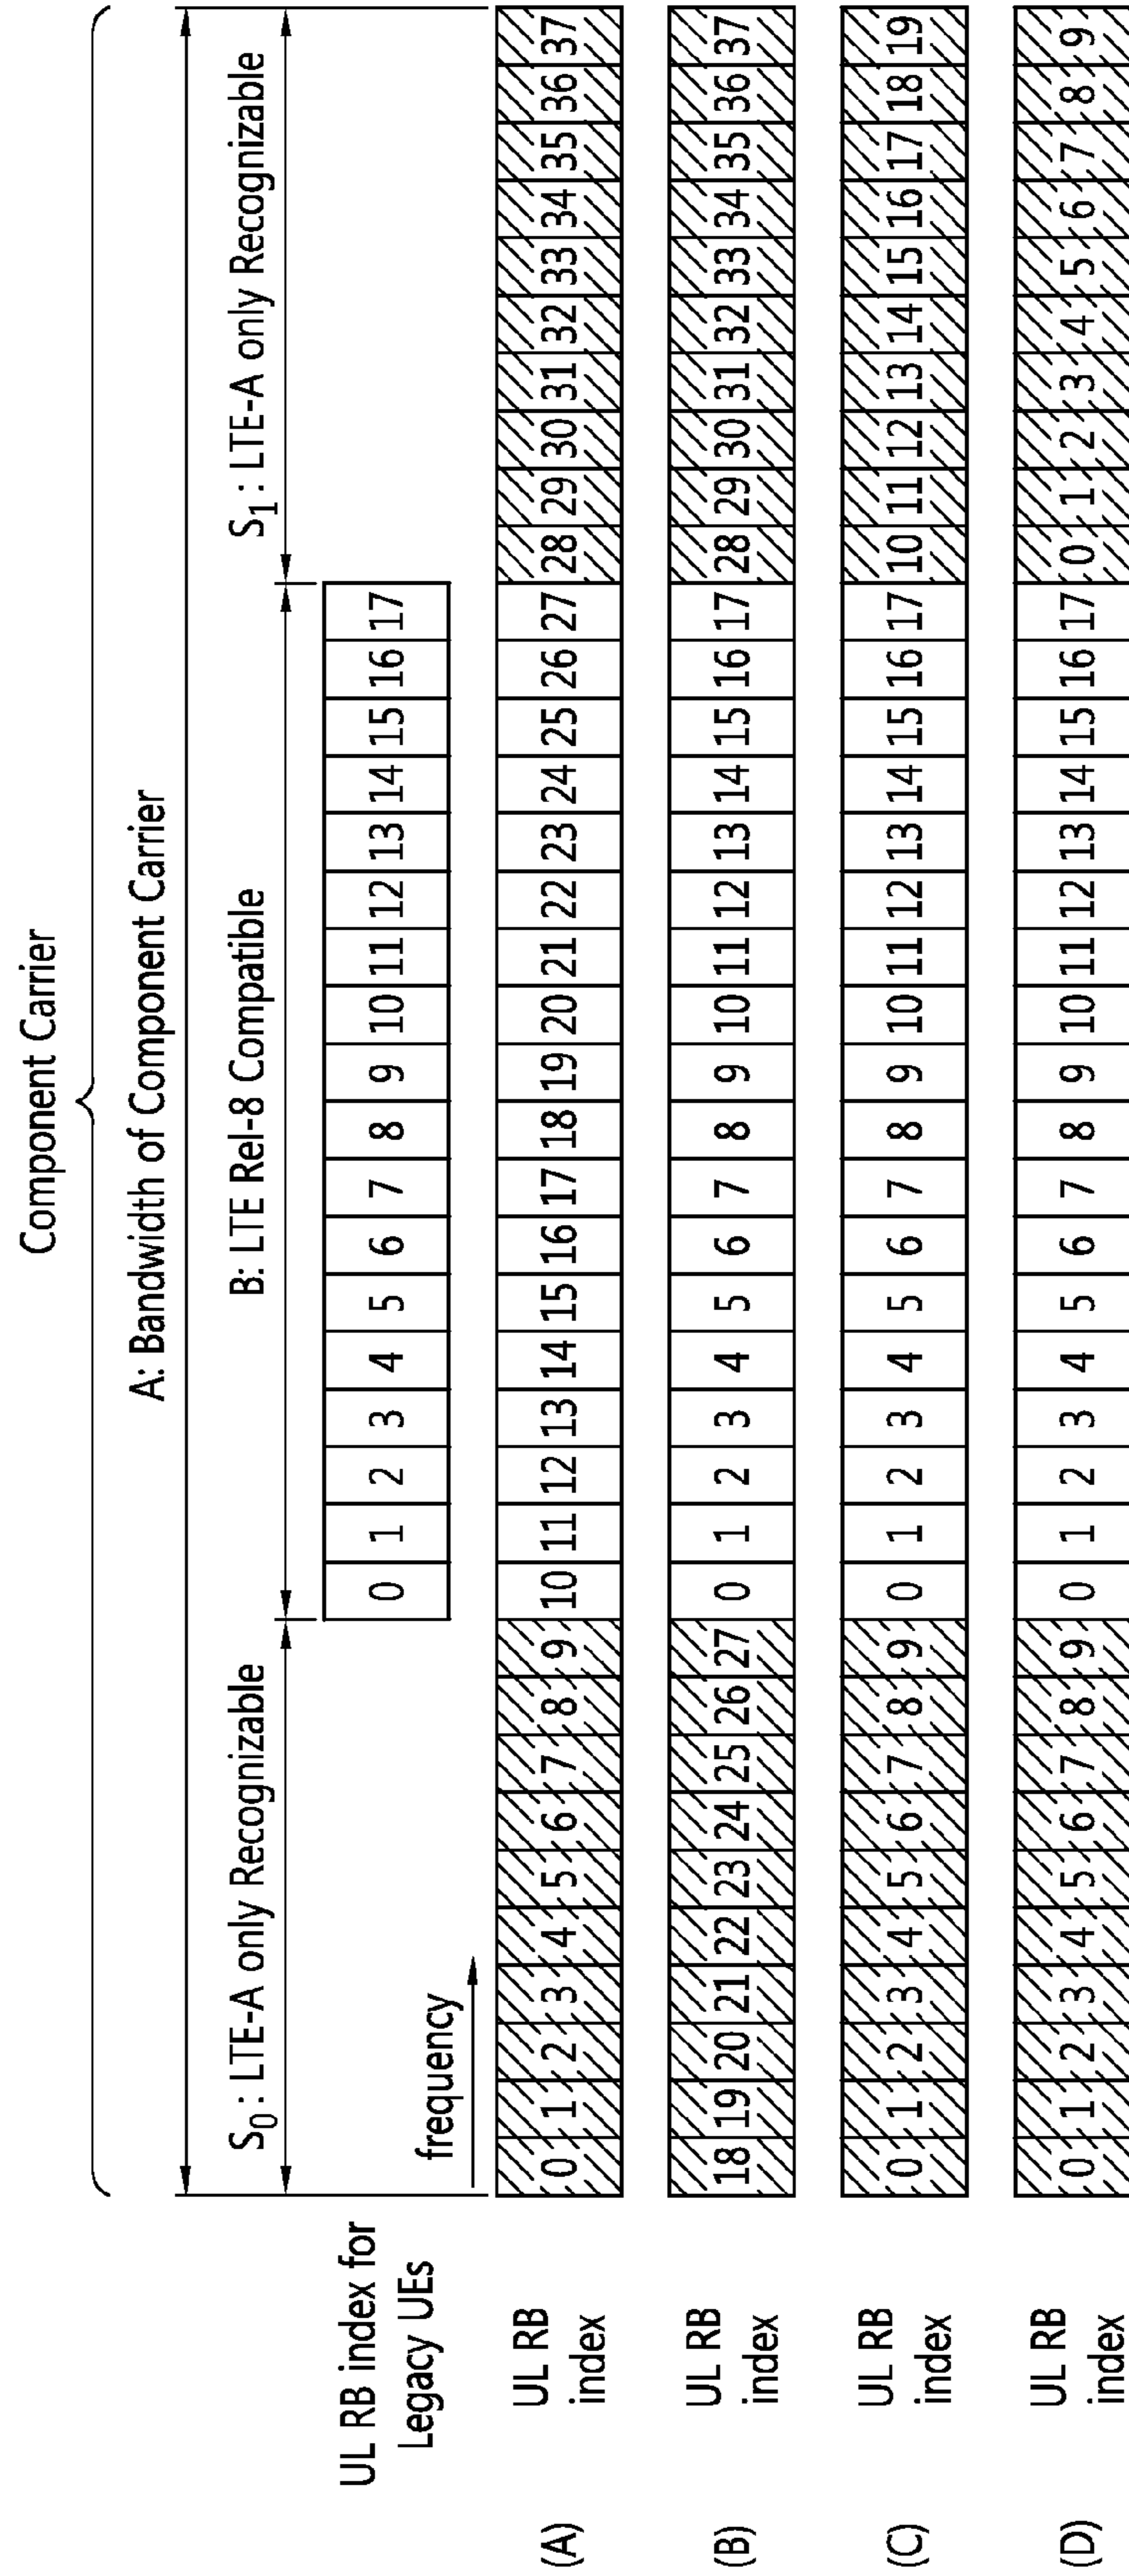 Component Carrier
A: Bandwidth of Component Carrier
S0 : LTE-A only Recognizable
B: LTE Rel-8 Compatible
S1 : LTE-A only Recognizable
UL RB index for
Legacy UEs
0 1 2 3 4 5 6 7 8 9 10 11 12 13 14 15 16 17
frequency
(A)
UL RB
index
0 1 2 3 4 5 6 7 8 9 10 11 12 13 14 15 16 17 18 19 20 21 22 23 24 25 26 27 28 29 30 31 32 33 34 35 36 37
(B)
UL RB
index
18 19 20 21 22 23 24 25 26 27 0 1 2 3 4 5 6 7 8 9 10 11 12 13 14 15 16 17 28 29 30 31 32 33 34 35 36 37
(C)
UL RB
index
0 1 2 3 4 5 6 7 8 9 0 1 2 3 4 5 6 7 8 9 10 11 12 13 14 15 16 17 10 11 12 13 14 15 16 17 18 19
(D)
UL RB
index
0 1 2 3 4 5 6 7 8 9 0 1 2 3 4 5 6 7 8 9 10 11 12 13 14 15 16 17 0 1 2 3 4 5 6 7 8 9